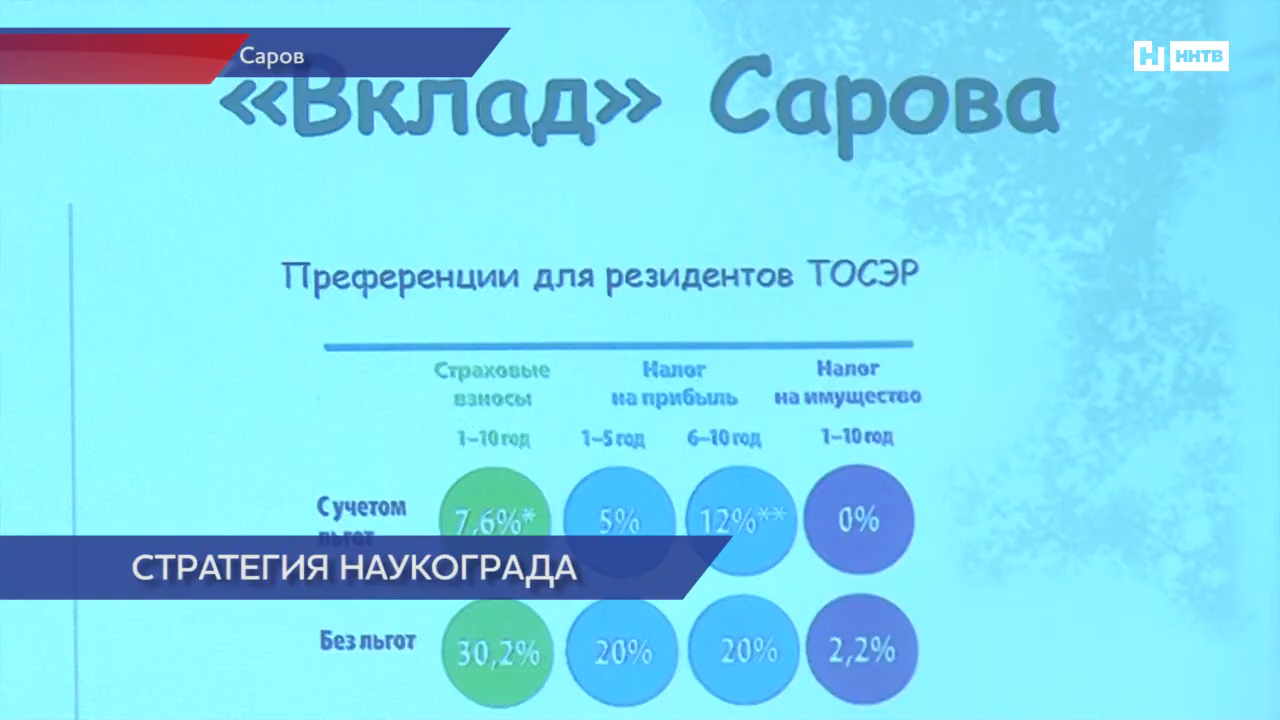 Саров
ННТВ
«Вклад» Сарова
Преференции для резидентов ТОСЭР
Страховые взносы
Налог на прибыль
Налог на имущество
1–10 год
1–5 год
6–10 год
1–10 год
С учетом
льгот
7,6%*
5%
12%**
0%
СТРАТЕГИЯ НАУКОГРАДА
Без льгот
30,2%
20%
20%
2,2%